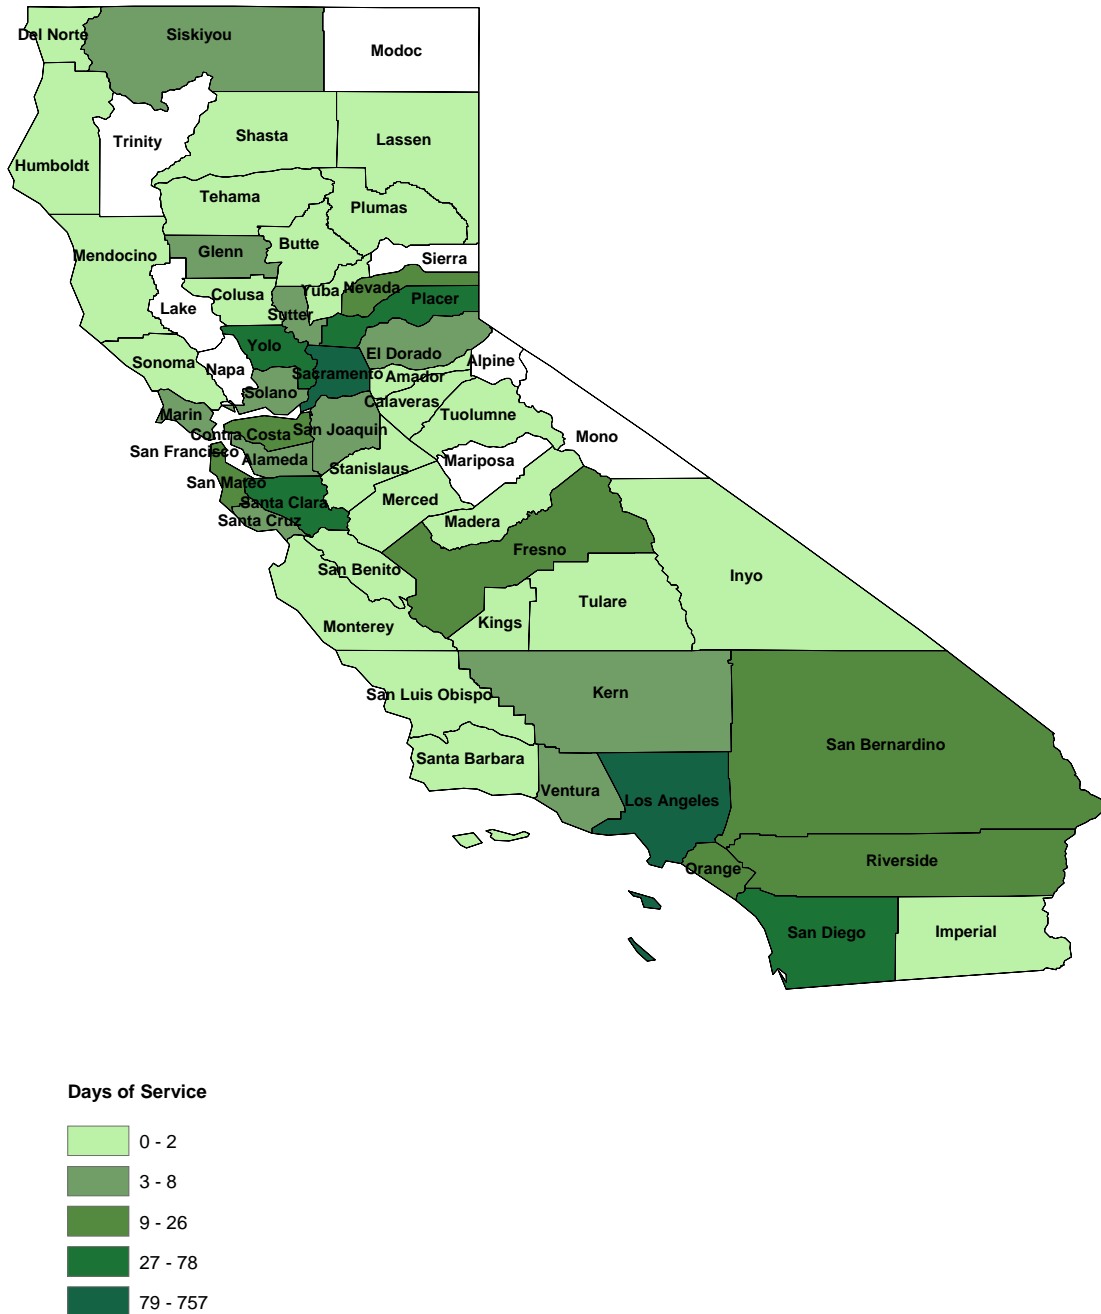 Del Norte
Siskiyou
Modoc
Trinity
Shasta
Lassen
Humboldt
Tehama
Plumas
Mendocino
Glenn
Butte
Sierra
Lake
Colusa
Yuba
Nevada
Sutter
Placer
Sonoma
Napa
Yolo
Sacramento
El Dorado
Alpine
Amador
Solano
Calaveras
Marin
Contra Costa
San Joaquin
Tuolumne
Mono
San Francisco
Alameda
Stanislaus
Mariposa
San Mateo
Santa Clara
Merced
Santa Cruz
Madera
Fresno
San Benito
Inyo
Tulare
Monterey
Kings
San Luis Obispo
Kern
Santa Barbara
San Bernardino
Ventura
Los Angeles
Orange
Riverside
San Diego
Imperial
Days of Service
0 - 2
3 - 8
9 - 26
27 - 78
79 - 757